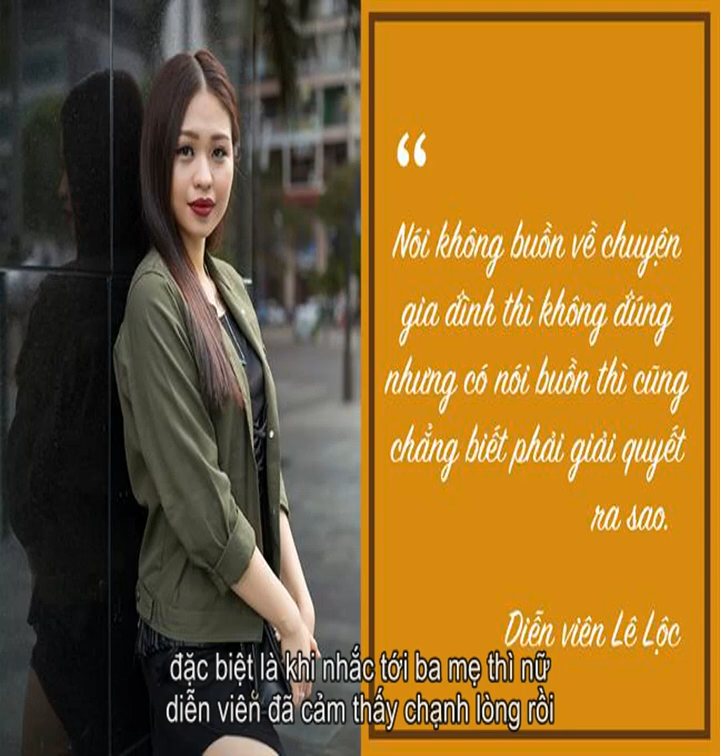 “
Nói không buồn về chuyện
gia đình thì không đúng
nhưng có nói buồn thì cũng
chẳng biết phải giải quyết
ra sao.
Diễn viên Lê Lộc
đặc biệt là khi nhắc tới ba mẹ thì nữ
diễn viên đã cảm thấy chạnh lòng rồi